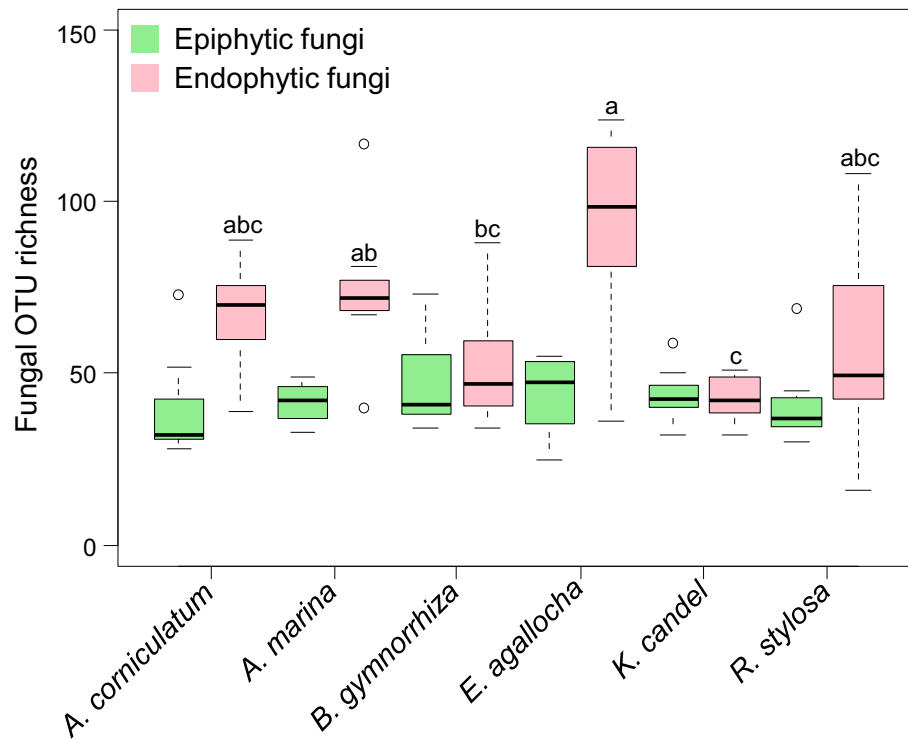 150
Epiphytic fungi
Endophytic fungi
a
abc
abc
100
ab
bc
Fungal OTU richness
50
c
0
A. corniculatum
A. marina
B. gymnorrhiza
E. agallocha
K. candel
R. stylosa